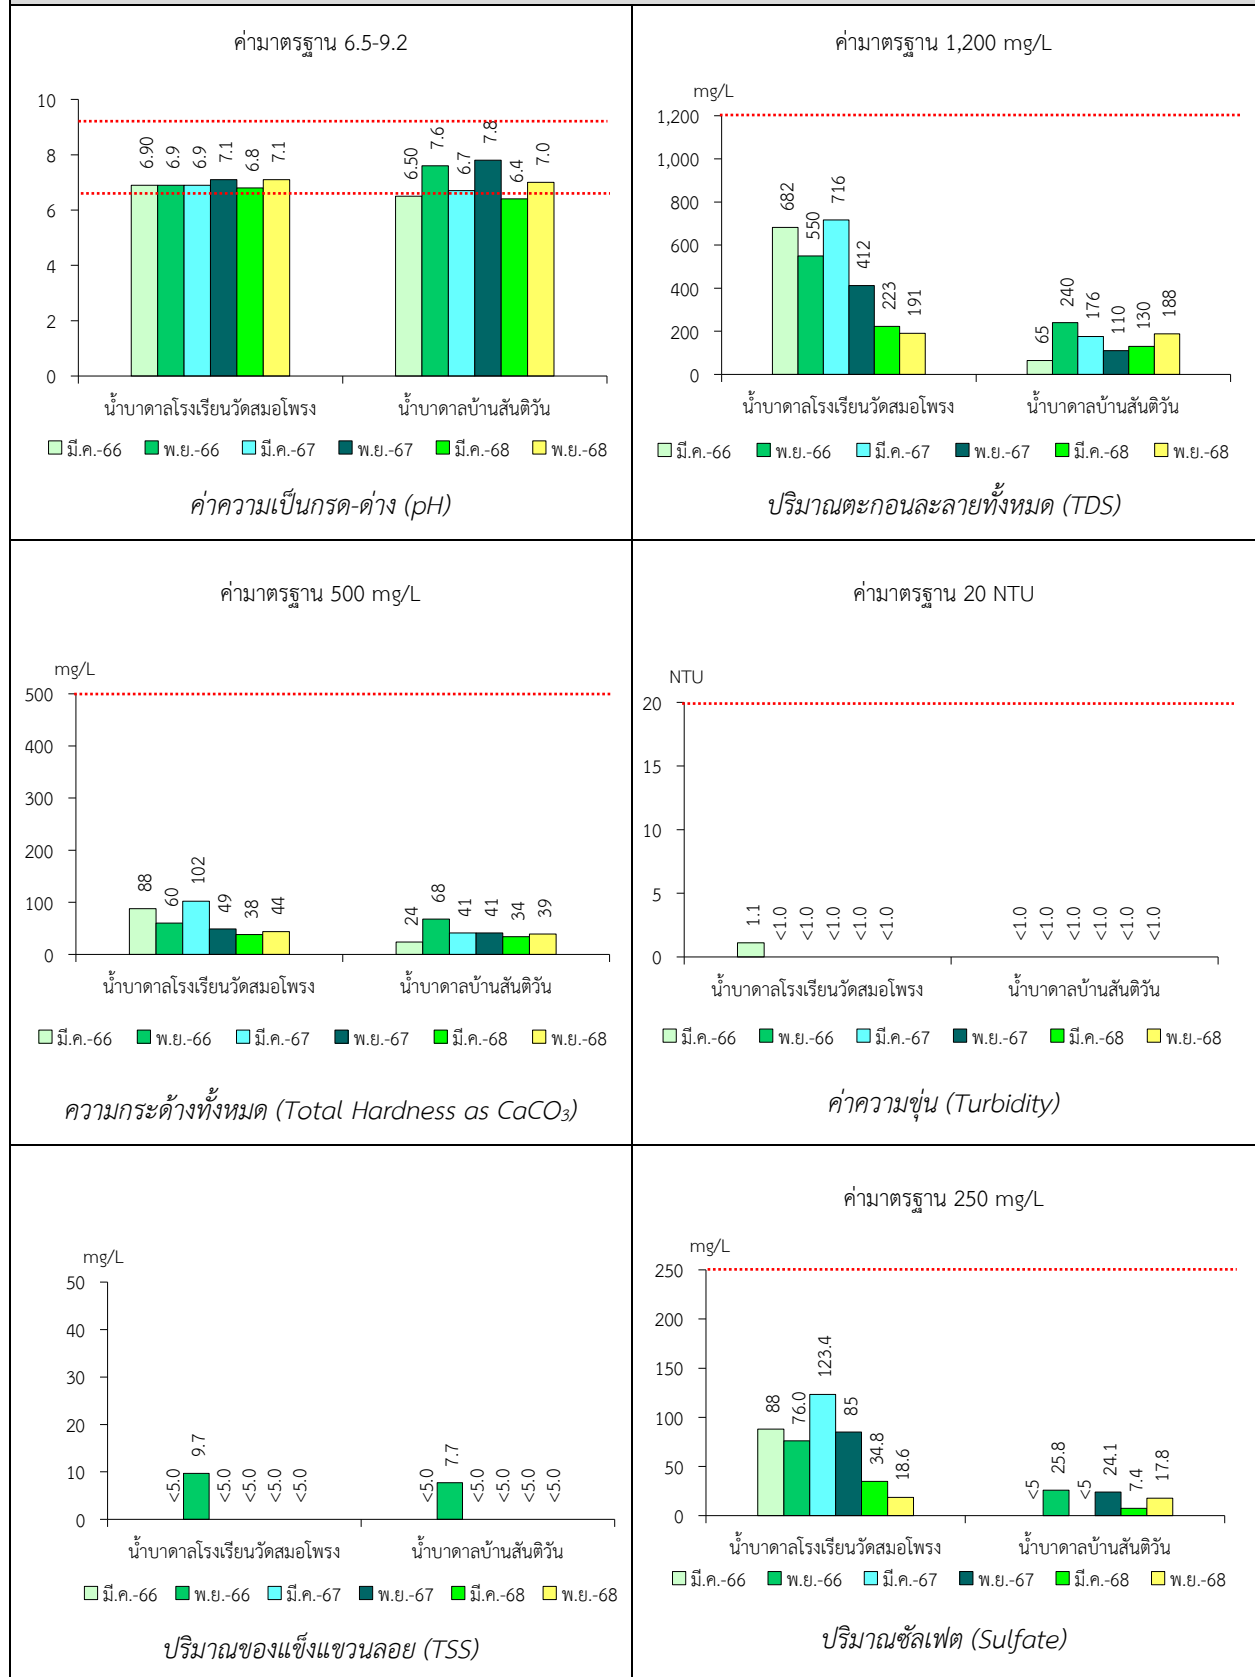 ค่ามาตรฐาน 6.5-9.2
10
8
6
4
2
0
6.90 6.9 6.9 7.1 6.8 7.1
6.50 7.6 6.7 7.8 6.4 7.0
น้ำบาดาลโรงเรียนวัดสมอโพรง น้ำบาดาลบ้านสันติวัน
มี.ค.-66 พ.ย.-66 มี.ค.-67 พ.ย.-67 มี.ค.-68 พ.ย.-68
ค่าความเป็นกรด-ด่าง (pH)
ค่ามาตรฐาน 1,200 mg/L
mg/L
1,200
1,000
800
600
400
200
0
682 550 716 412 223 191
65 240 176 110 130 188
น้ำบาดาลโรงเรียนวัดสมอโพรง น้ำบาดาลบ้านสันติวัน
มี.ค.-66 พ.ย.-66 มี.ค.-67 พ.ย.-67 มี.ค.-68 พ.ย.-68
ปริมาณตะกอนละลายทั้งหมด (TDS)
ค่ามาตรฐาน 500 mg/L
mg/L
500
400
300
200
100
0
88 60 102 49 38 44
24 68 41 41 34 39
น้ำบาดาลโรงเรียนวัดสมอโพรง น้ำบาดาลบ้านสันติวัน
มี.ค.-66 พ.ย.-66 มี.ค.-67 พ.ย.-67 มี.ค.-68 พ.ย.-68
ความกระด้างทั้งหมด (Total Hardness as CaCO₃)
ค่ามาตรฐาน 20 NTU
NTU
20
15
10
5
0
1.1 <1.0 <1.0 <1.0 <1.0 <1.0
<1.0 <1.0 <1.0 <1.0 <1.0 <1.0
น้ำบาดาลโรงเรียนวัดสมอโพรง น้ำบาดาลบ้านสันติวัน
มี.ค.-66 พ.ย.-66 มี.ค.-67 พ.ย.-67 มี.ค.-68 พ.ย.-68
ค่าความขุ่น (Turbidity)
mg/L
50
40
30
20
10
0
<5.0 9.7 <5.0 <5.0 <5.0 <5.0
<5.0 7.7 <5.0 <5.0 <5.0 <5.0
น้ำบาดาลโรงเรียนวัดสมอโพรง น้ำบาดาลบ้านสันติวัน
มี.ค.-66 พ.ย.-66 มี.ค.-67 พ.ย.-67 มี.ค.-68 พ.ย.-68
ปริมาณของแข็งแขวนลอย (TSS)
ค่ามาตรฐาน 250 mg/L
mg/L
250
200
150
100
50
0
88 76.0 123.4 85 34.8 18.6
<5 25.8 <5 24.1 7.4 17.8
น้ำบาดาลโรงเรียนวัดสมอโพรง น้ำบาดาลบ้านสันติวัน
มี.ค.-66 พ.ย.-66 มี.ค.-67 พ.ย.-67 มี.ค.-68 พ.ย.-68
ปริมาณซัลเฟต (Sulfate)